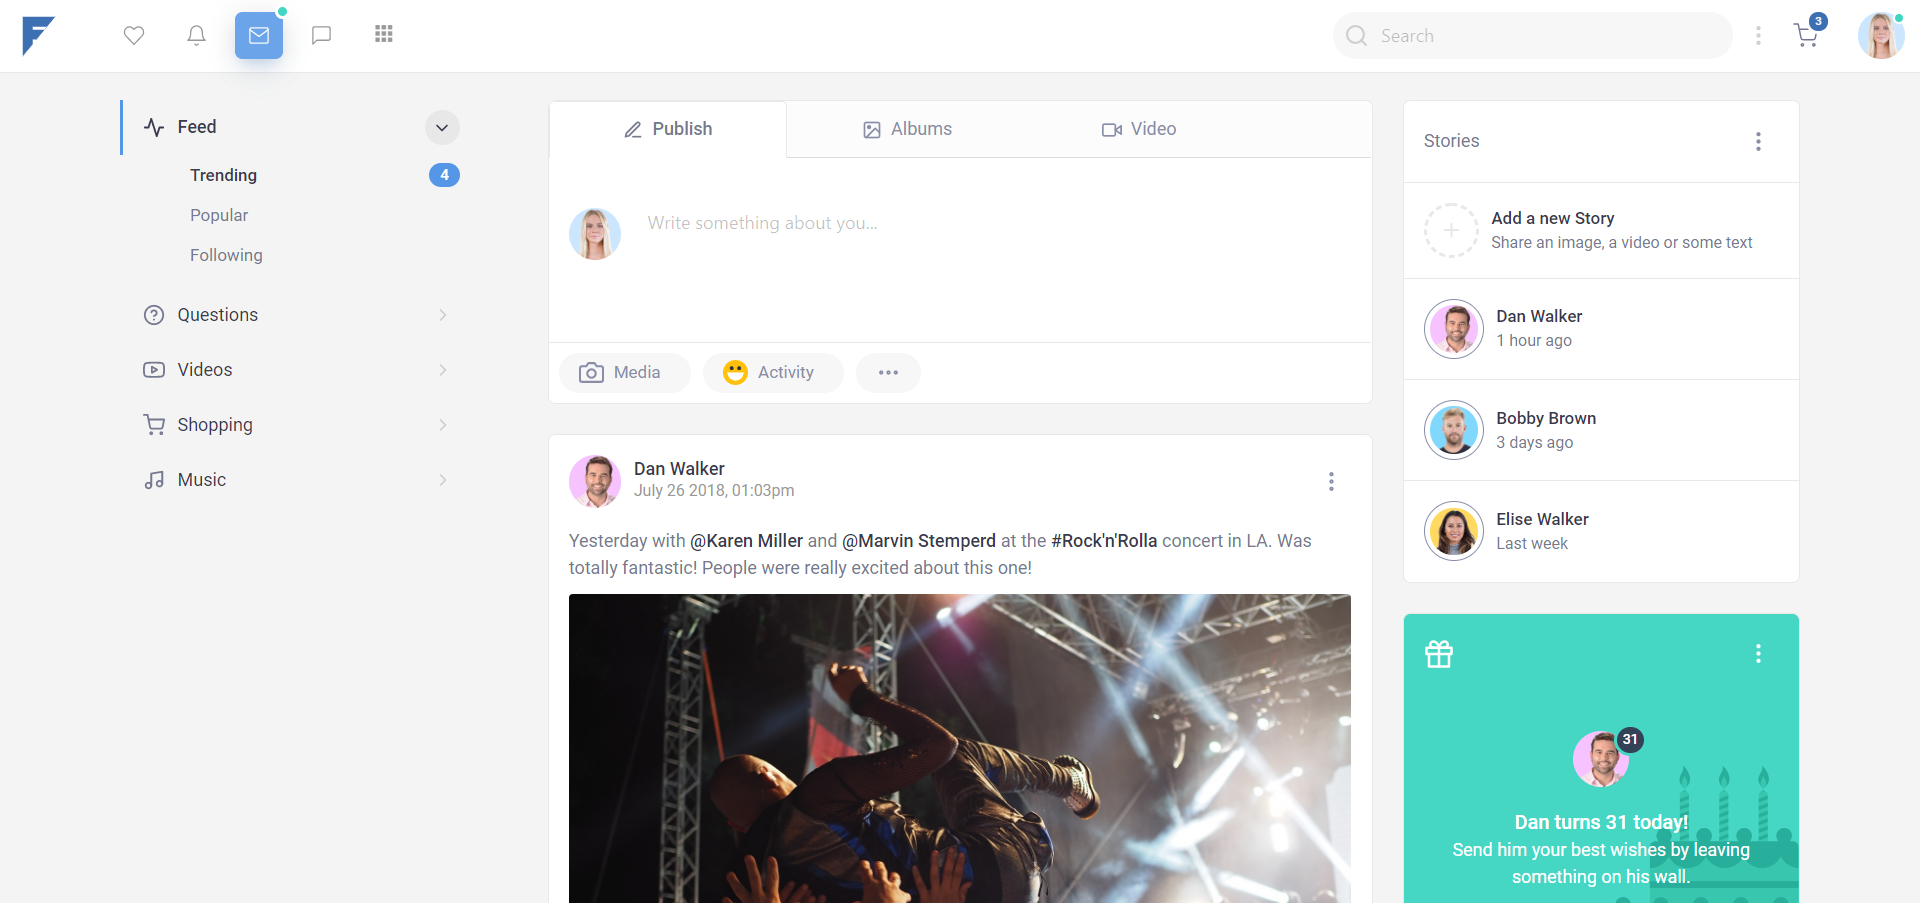 Search
3
Feed
Trending
4
Popular
Following
Questions
Videos
Shopping
Music
Publish
Albums
Video
Write something about you...
Media
Activity
Dan Walker
July 26 2018, 01:03pm
Yesterday with @Karen Miller and @Marvin Stemperd at the #Rock'n'Rolla concert in LA. Was
totally fantastic! People were really excited about this one!
Stories
Add a new Story
Share an image, a video or some text
Dan Walker
1 hour ago
Bobby Brown
3 days ago
Elise Walker
Last week
31
Dan turns 31 today!
Send him your best wishes by leaving
something on his wall.